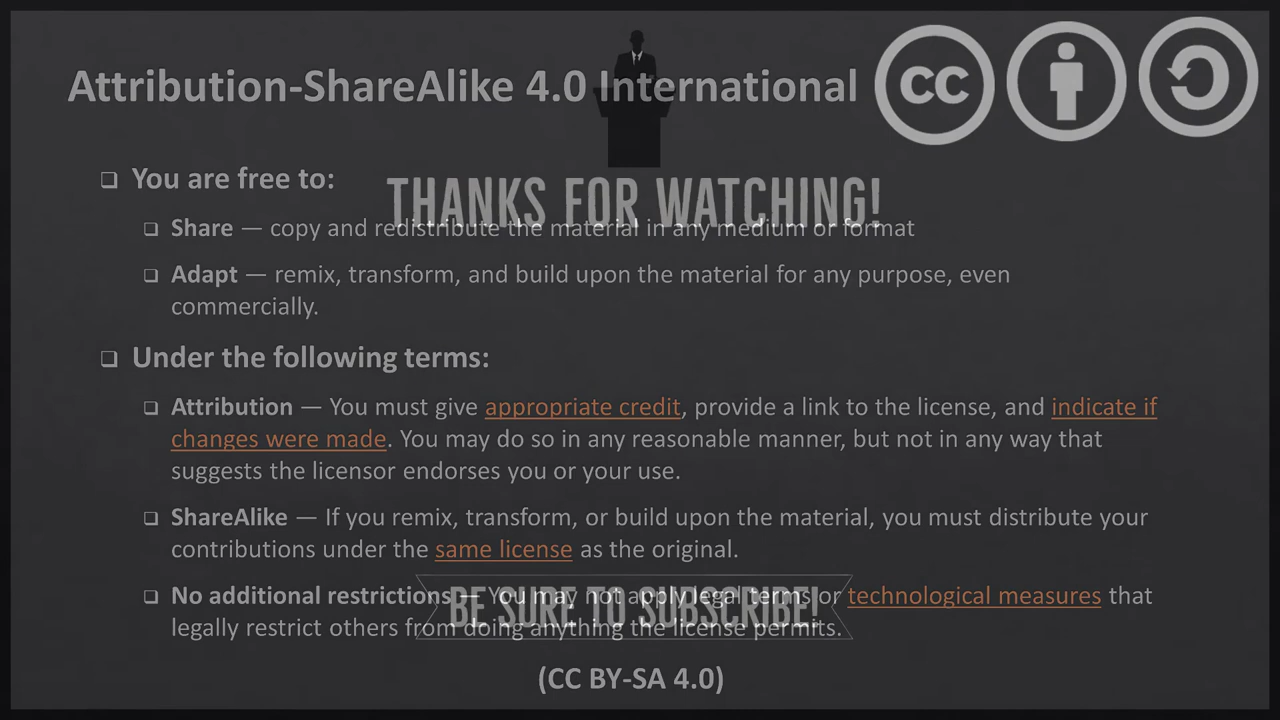 Attribution-ShareAlike 4.0 International
cc
You are free to:
THANKS FOR WATCHING!
Share — copy and redistribute the material in any medium or format
Adapt — remix, transform, and build upon the material for any purpose, even
commercially.
Under the following terms:
Attribution — You must give appropriate credit, provide a link to the license, and indicate if
changes were made. You may do so in any reasonable manner, but not in any way that
suggests the licensor endorses you or your use.
ShareAlike — If you remix, transform, or build upon the material, you must distribute your
contributions under the same license as the original.
No additional restrictions — You may not apply legal terms or technological measures that
BE SURE TO SUBSCRIBE!
legally restrict others from doing anything the license permits.
(CC BY-SA 4.0)